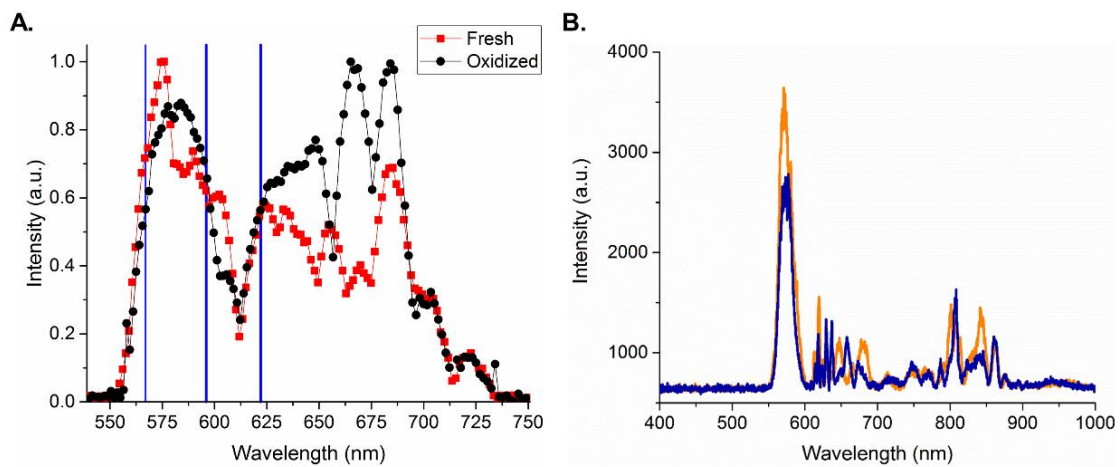 A.
Fresh
Oxidized
1.0
0.8
0.6
0.4
0.2
0.0
Intensity (a.u.)
550 575 600 625 650 675 700 725 750
Wavelength (nm)
B.
4000
3000
2000
1000
Intensity (a.u.)
400 500 600 700 800 900 1000
Wavelength (nm)